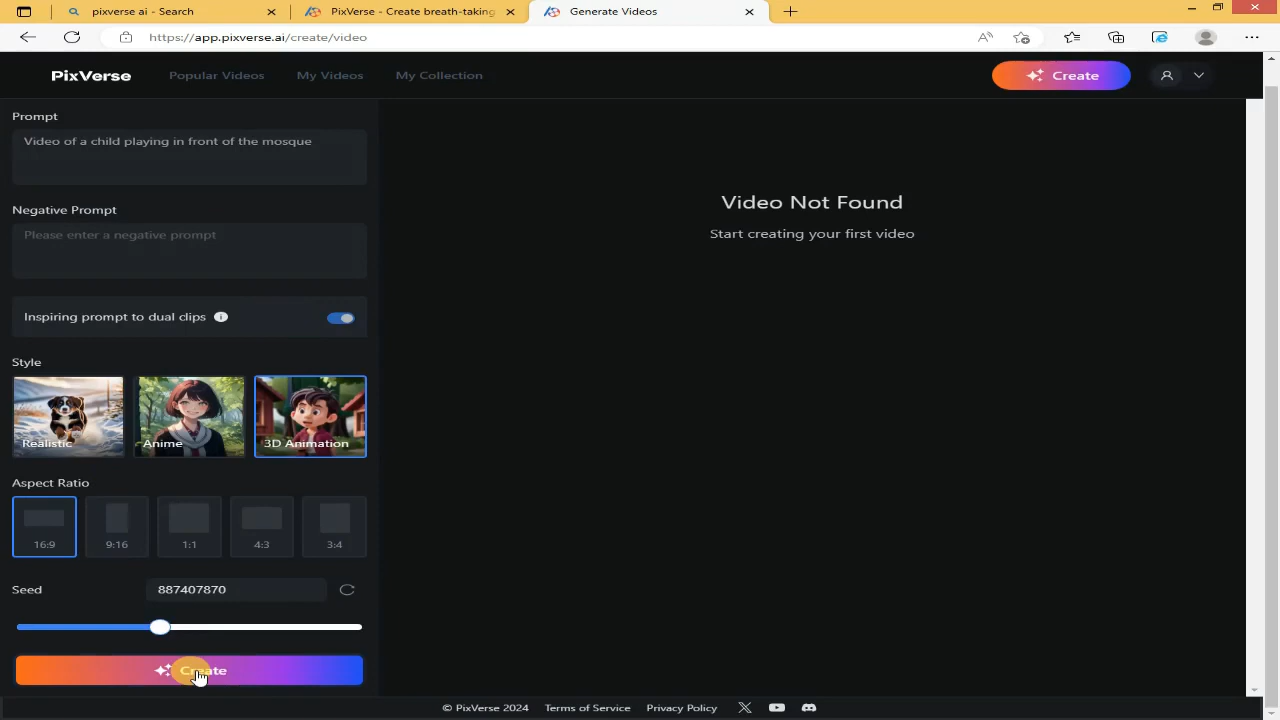 pixverse ai - Search
PixVerse - Create breath-taking
Generate Videos
https://app.pixverse.ai/create/video
PixVerse
Popular Videos
My Videos
My Collection
Create
Prompt
Video of a child playing in front of the mosque
Negative Prompt
Please enter a negative prompt
Inspiring prompt to dual clips
Style
Realistic
Anime
3D Animation
Aspect Ratio
16:9
9:16
1:1
4:3
3:4
Seed
887407870
Create
Video Not Found
Start creating your first video
© PixVerse 2024
Terms of Service
Privacy Policy